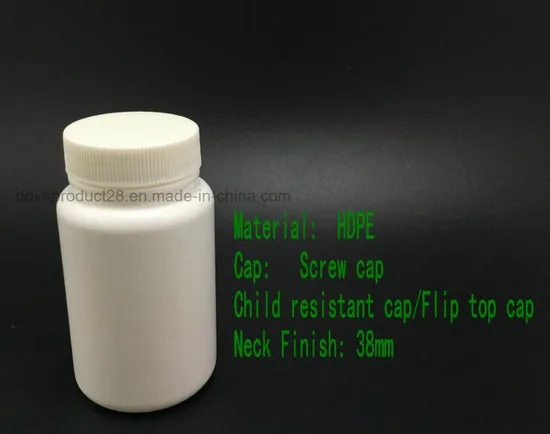 doveproduct28.en.made-in-china.com
Material: HDPE
Cap: Screw cap
Child resistant cap/Flip top cap
Neck Finish: 38mm